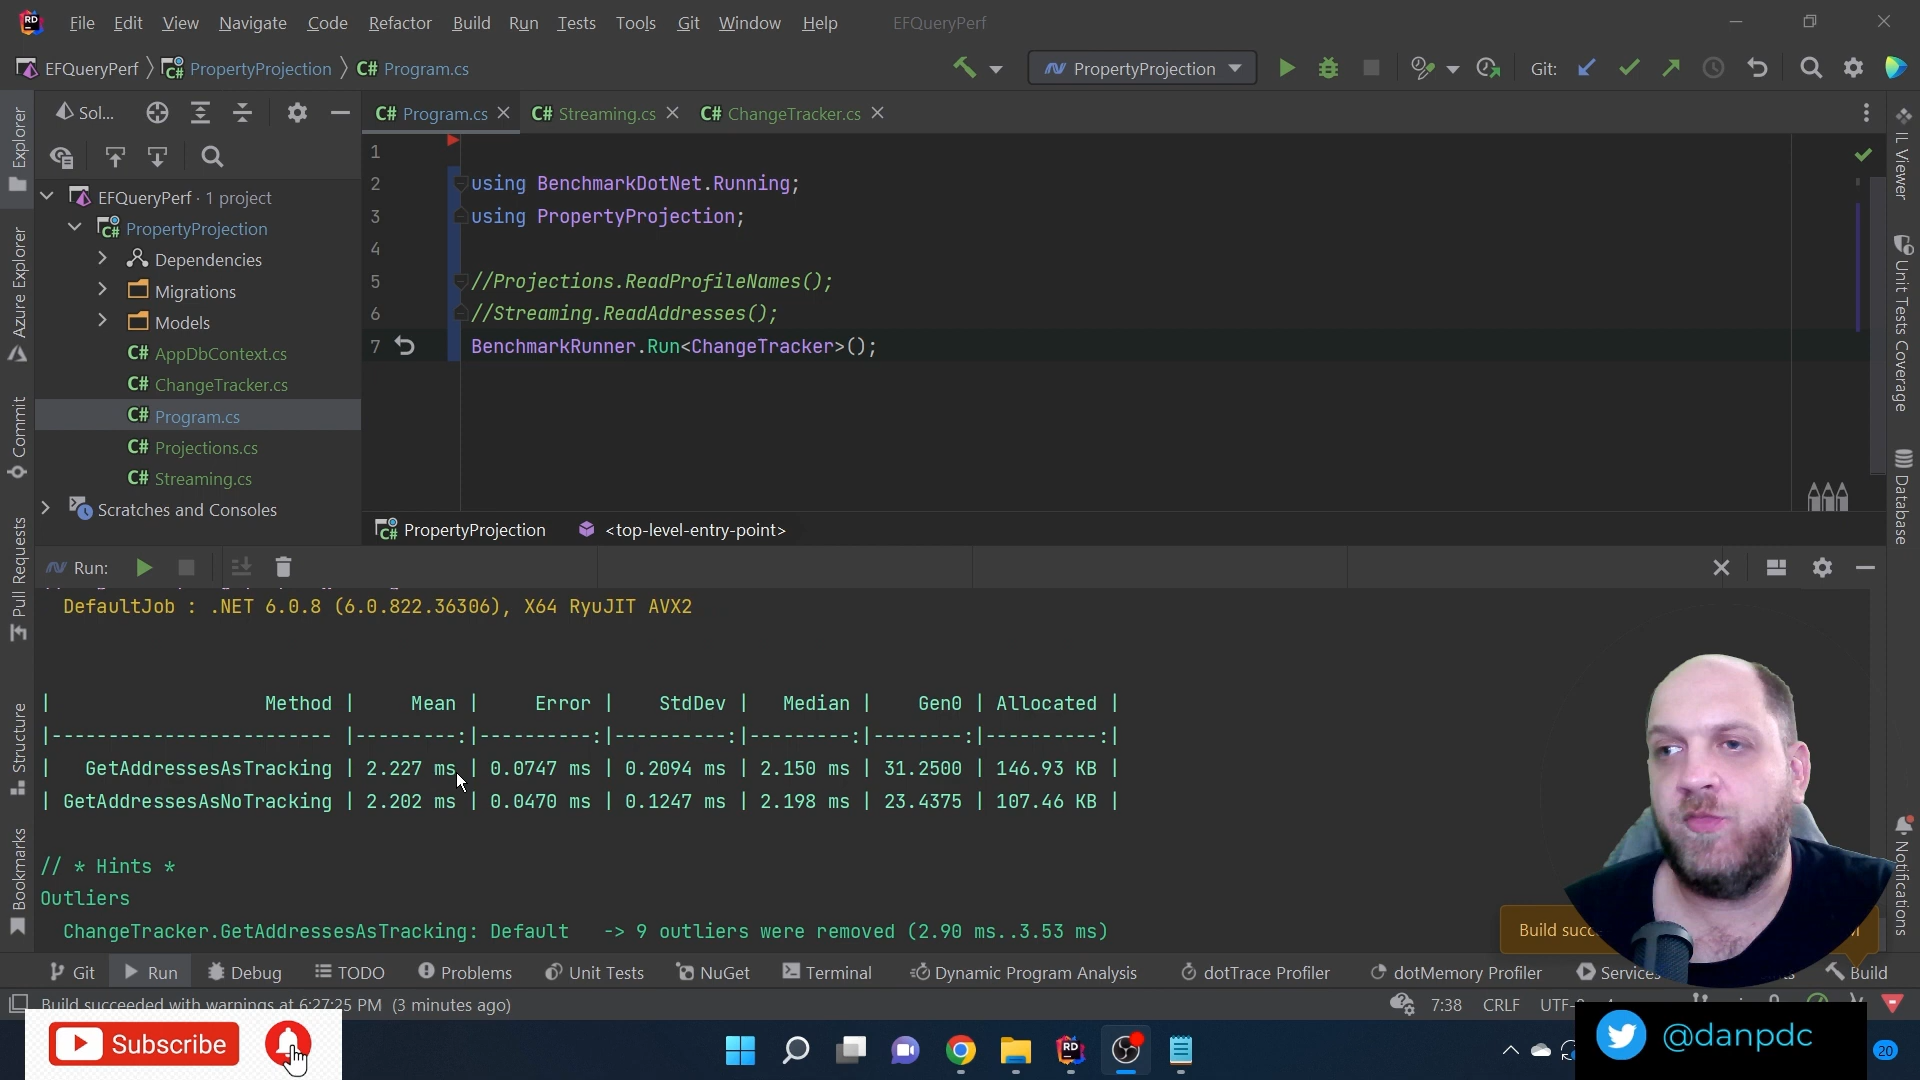 File Edit View Navigate Code Refactor Build Run Tests Tools Git Window Help EFQueryPerf
EFQueryPerf PropertyProjection C# Program.cs PropertyProjection Git:
Sol... C# Program.cs C# Streaming.cs C# ChangeTracker.cs
EFQueryPerf · 1 project
PropertyProjection
Dependencies
Migrations
Models
C# AppDbContext.cs
C# ChangeTracker.cs
C# Program.cs
C# Projections.cs
C# Streaming.cs
Scratches and Consoles
1
2 using BenchmarkDotNet.Running;
3 using PropertyProjection;
4
5 //Projections.ReadProfileNames();
6 //Streaming.ReadAddresses();
7 BenchmarkRunner.Run<ChangeTracker>();
PropertyProjection <top-level-entry-point>
Explorer
Azure Explorer
Commit
Pull Requests
Structure
Bookmarks
IL Viewer
Unit Tests Coverage
Database
Notifications
Run:
DefaultJob : .NET 6.0.8 (6.0.822.36306), X64 RyuJIT AVX2
| Method | Mean | Error | StdDev | Median | Gen0 | Allocated |
|------------------------- |---------:|----------:|----------:|---------:|--------:|----------:|
| GetAddressesAsTracking | 2.227 ms | 0.0747 ms | 0.2094 ms | 2.150 ms | 31.2500 | 146.93 KB |
| GetAddressesAsNoTracking | 2.202 ms | 0.0470 ms | 0.1247 ms | 2.198 ms | 23.4375 | 107.46 KB |
// * Hints *
Outliers
ChangeTracker.GetAddressesAsTracking: Default -> 9 outliers were removed (2.90 ms..3.53 ms)
Build succ
Git Run Debug TODO Problems Unit Tests NuGet Terminal Dynamic Program Analysis dotTrace Profiler dotMemory Profiler Services Build
Build succeeded with warnings at 6:27:25 PM (3 minutes ago) 7:38 CRLF UTF-8
Subscribe
@danpdc
20